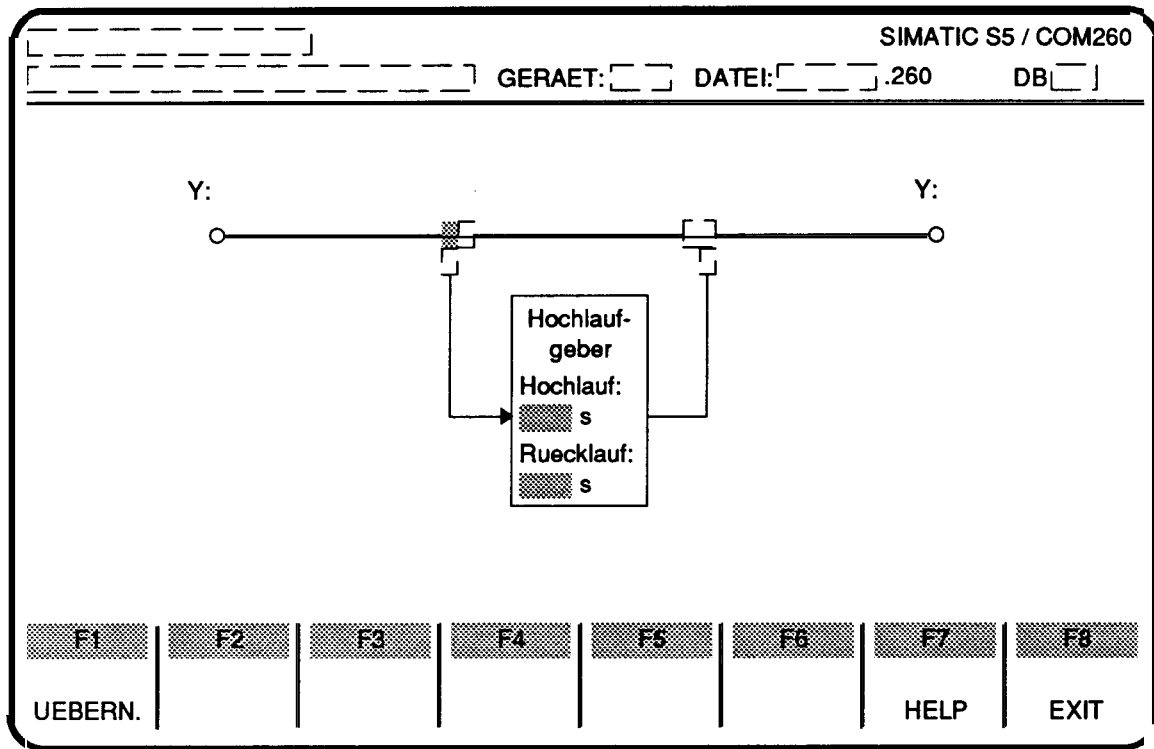 SIMATIC S5 / COM260
GERAET: DATEI: .260 DB
Y: Y:
Hochlauf-
geber
Hochlauf:
s
Ruecklauf:
s
F1 F2 F3 F4 F5 F6 F7 F8
UEBERN. HELP EXIT